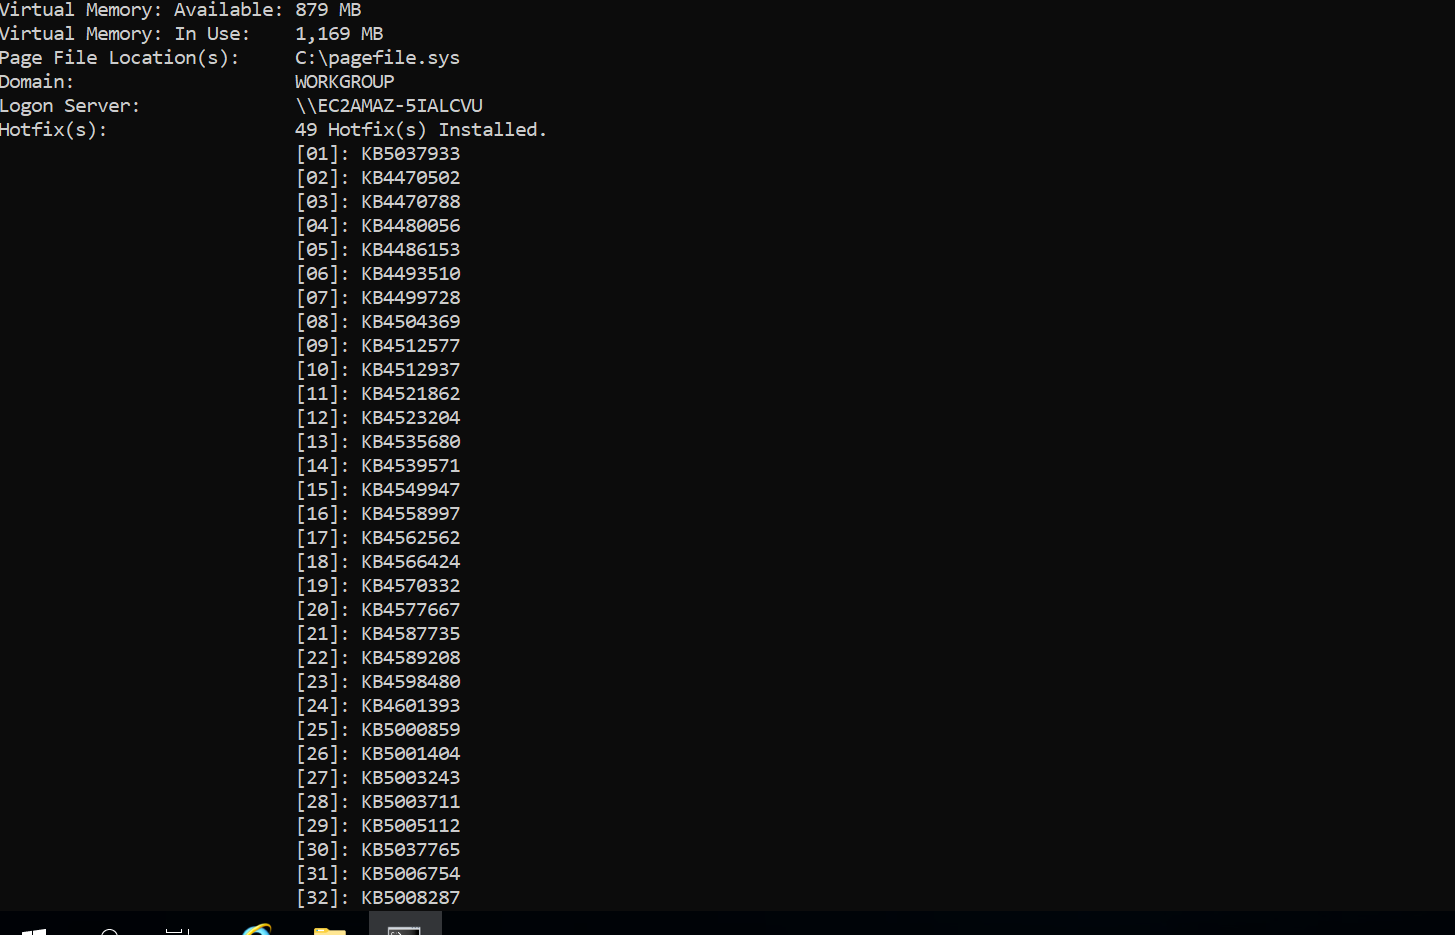 Virtual Memory: Available: 879 MB
Virtual Memory: In Use:    1,169 MB
Page File Location(s):     C:\pagefile.sys
Domain:                    WORKGROUP
Logon Server:              \\EC2AMAZ-5IALCVU
Hotfix(s):                 49 Hotfix(s) Installed.
[01]: KB5037933
[02]: KB4470502
[03]: KB4470788
[04]: KB4480056
[05]: KB4486153
[06]: KB4493510
[07]: KB4499728
[08]: KB4504369
[09]: KB4512577
[10]: KB4512937
[11]: KB4521862
[12]: KB4523204
[13]: KB4535680
[14]: KB4539571
[15]: KB4549947
[16]: KB4558997
[17]: KB4562562
[18]: KB4566424
[19]: KB4570332
[20]: KB4577667
[21]: KB4587735
[22]: KB4589208
[23]: KB4598480
[24]: KB4601393
[25]: KB5000859
[26]: KB5001404
[27]: KB5003243
[28]: KB5003711
[29]: KB5005112
[30]: KB5037765
[31]: KB5006754
[32]: KB5008287